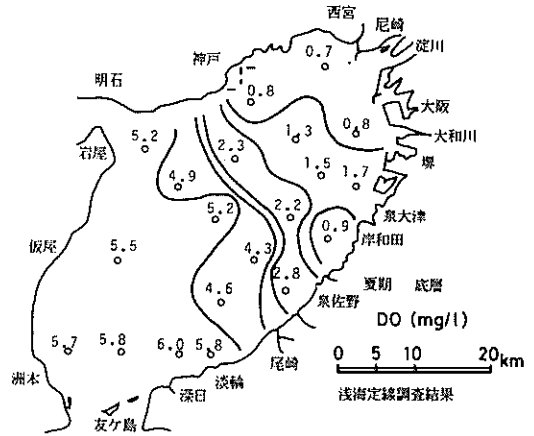 西宮
尼崎
淀川
神戸
0.7
明石
0.8
大阪
5.2
1.3
0.8
大和川
岩屋
2.3
堺
4.9
1.5
1.7
5.2
2.2
泉大津
0.9
岸和田
仮屋
5.5
4.3
2.8
夏期 底層
4.6
泉佐野
DO (mg/l)
5.7
5.8
6.0
5.8
尾崎
0 5 10 20km
洲本
淡輪
深日
浅海定線調査結果
友ケ島